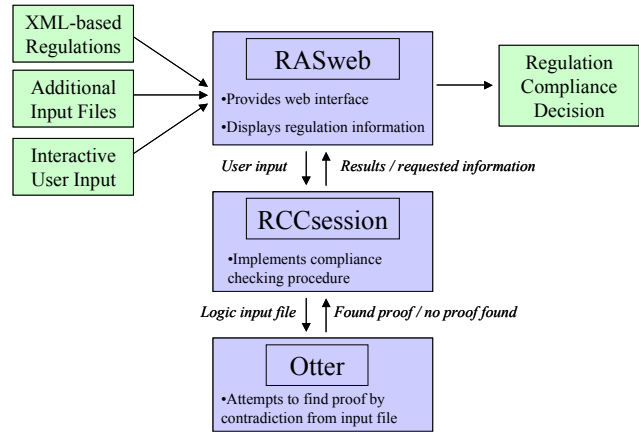 XML-based
Regulations
Additional
Input Files
Interactive
User Input
RASweb
•Provides web interface
•Displays regulation information
Regulation
Compliance
Decision
User input
Results / requested information
RCCsession
•Implements compliance
checking procedure
Logic input file
Found proof / no proof found
Otter
•Attempts to find proof by
contradiction from input file